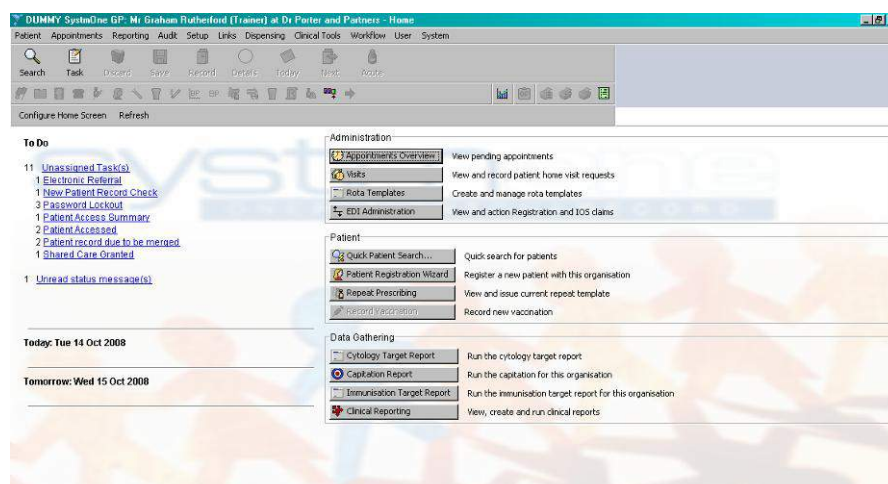 DUMMY SystmOne GP: Mr Graham Rutherford (Trainer) at Dr Porter and Partners - Home
Patient Appointments Reporting Audit Setup Links Dispensing Clinical Tools Workflow User System
Search Task Discard Save Record Details Today Next Acute
Configure Home Screen Refresh
To Do
11 Unassigned Task(s)
1 Electronic Referral
1 New Patient Record Check
3 Password Lockout
1 Patient Access Summary
2 Patient Accessed
2 Patient record due to be merged
1 Shared Care Granted
1 Unread status message(s)
Today: Tue 14 Oct 2008
Tomorrow: Wed 15 Oct 2008
Administration
Appointments Overview View pending appointments
Visits View and record patient home visit requests
Rota Templates Create and manage rota templates
EDI Administration View and action Registration and IOS claims
Patient
Quick Patient Search... Quick search for patients
Patient Registration Wizard Register a new patient with this organisation
Repeat Prescribing View and issue current repeat template
Record Vaccination Record new vaccination
Data Gathering
Cytology Target Report Run the cytology target report
Capitation Report Run the capitation for this organisation
Immunisation Target Report Run the immunisation target report for this organisation
Clinical Reporting View, create and run clinical reports